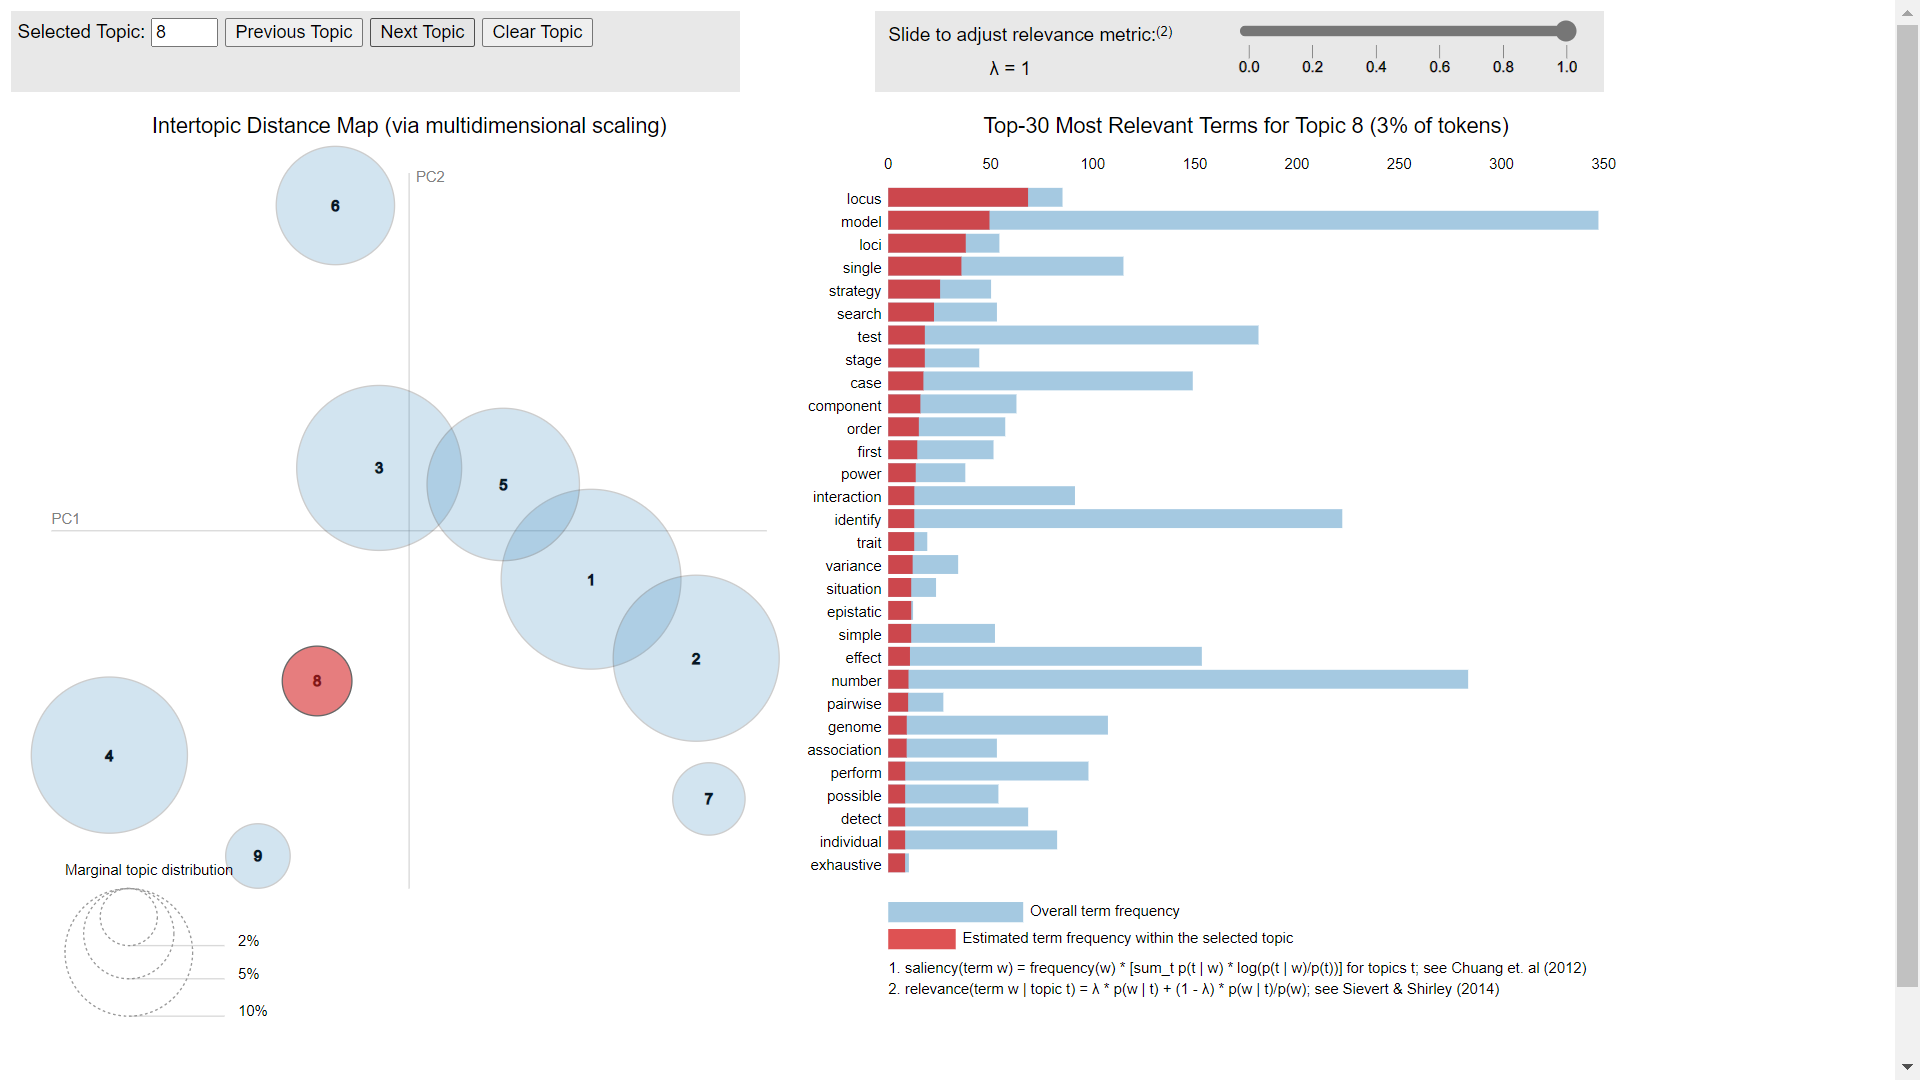 Selected Topic: 8 Previous Topic Next Topic Clear Topic
Slide to adjust relevance metric:(2)
λ = 1
0.0 0.2 0.4 0.6 0.8 1.0
Intertopic Distance Map (via multidimensional scaling)
PC2
PC1
6
3
5
1
2
8
4
7
9
Marginal topic distribution
2%
5%
10%
Top-30 Most Relevant Terms for Topic 8 (3% of tokens)
0 50 100 150 200 250 300 350
locus
model
loci
single
strategy
search
test
stage
case
component
order
first
power
interaction
identify
trait
variance
situation
epistatic
simple
effect
number
pairwise
genome
association
perform
possible
detect
individual
exhaustive
Overall term frequency
Estimated term frequency within the selected topic
1. saliency(term w) = frequency(w) * [sum_t p(t | w) * log(p(t | w)/p(t))] for topics t; see Chuang et. al (2012)
2. relevance(term w | topic t) = λ * p(w | t) + (1 - λ) * p(w | t)/p(w); see Sievert & Shirley (2014)